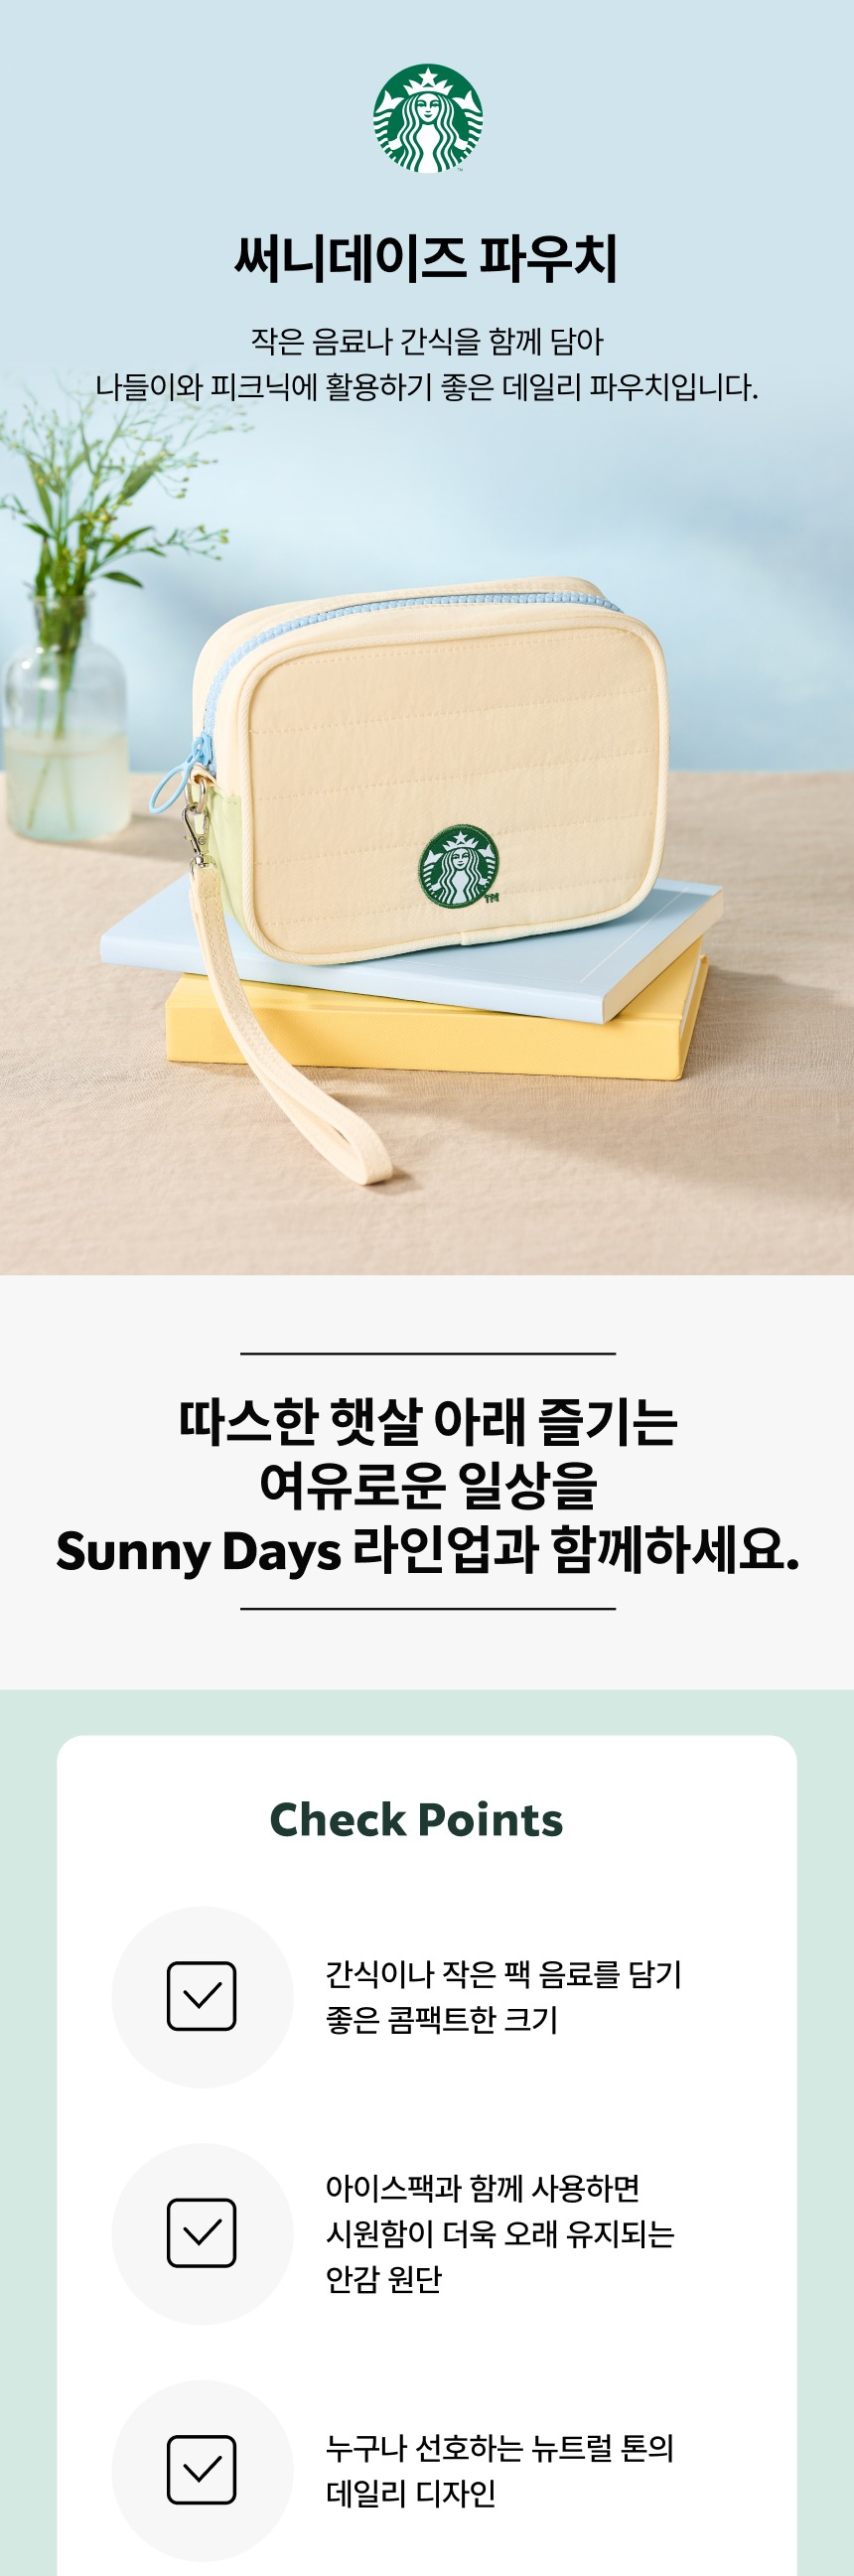 써니데이즈 파우치
작은 음료나 간식을 함께 담아
나들이와 피크닉에 활용하기 좋은 데일리 파우치입니다.
TM
따스한 햇살 아래 즐기는
여유로운 일상을
Sunny Days 라인업과 함께하세요.
Check Points
간식이나 작은 팩 음료를 담기
좋은 콤팩트한 크기
아이스팩과 함께 사용하면
시원함이 더욱 오래 유지되는
안감 원단
누구나 선호하는 뉴트럴 톤의
데일리 디자인